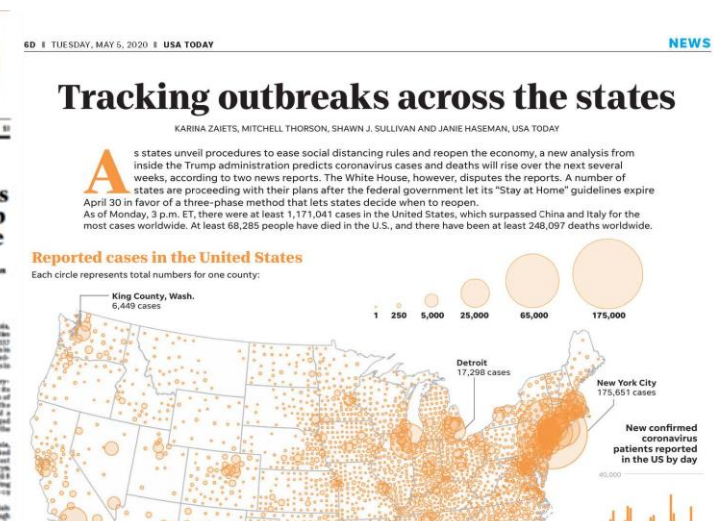 6D ‖ TUESDAY, MAY 5, 2020 ‖ USA TODAY
NEWS
Tracking outbreaks across the states
KARINA ZAIETS, MITCHELL THORSON, SHAWN J. SULLIVAN AND JANIE HASEMAN, USA TODAY
As states unveil procedures to ease social distancing rules and reopen the economy, a new analysis from
inside the Trump administration predicts coronavirus cases and deaths will rise over the next several
weeks, according to two news reports. The White House, however, disputes the reports. A number of
states are proceeding with their plans after the federal government let its “Stay at Home” guidelines expire
April 30 in favor of a three-phase method that lets states decide when to reopen.
As of Monday, 3 p.m. ET, there were at least 1,171,041 cases in the United States, which surpassed China and Italy for the
most cases worldwide. At least 68,285 people have died in the U.S., and there have been at least 248,097 deaths worldwide.
Reported cases in the United States
Each circle represents total numbers for one county:
1 250 5,000 25,000 65,000 175,000
King County, Wash.
6,449 cases
Detroit
17,298 cases
New York City
175,651 cases
New confirmed
coronavirus
patients reported
in the US by day
40,000